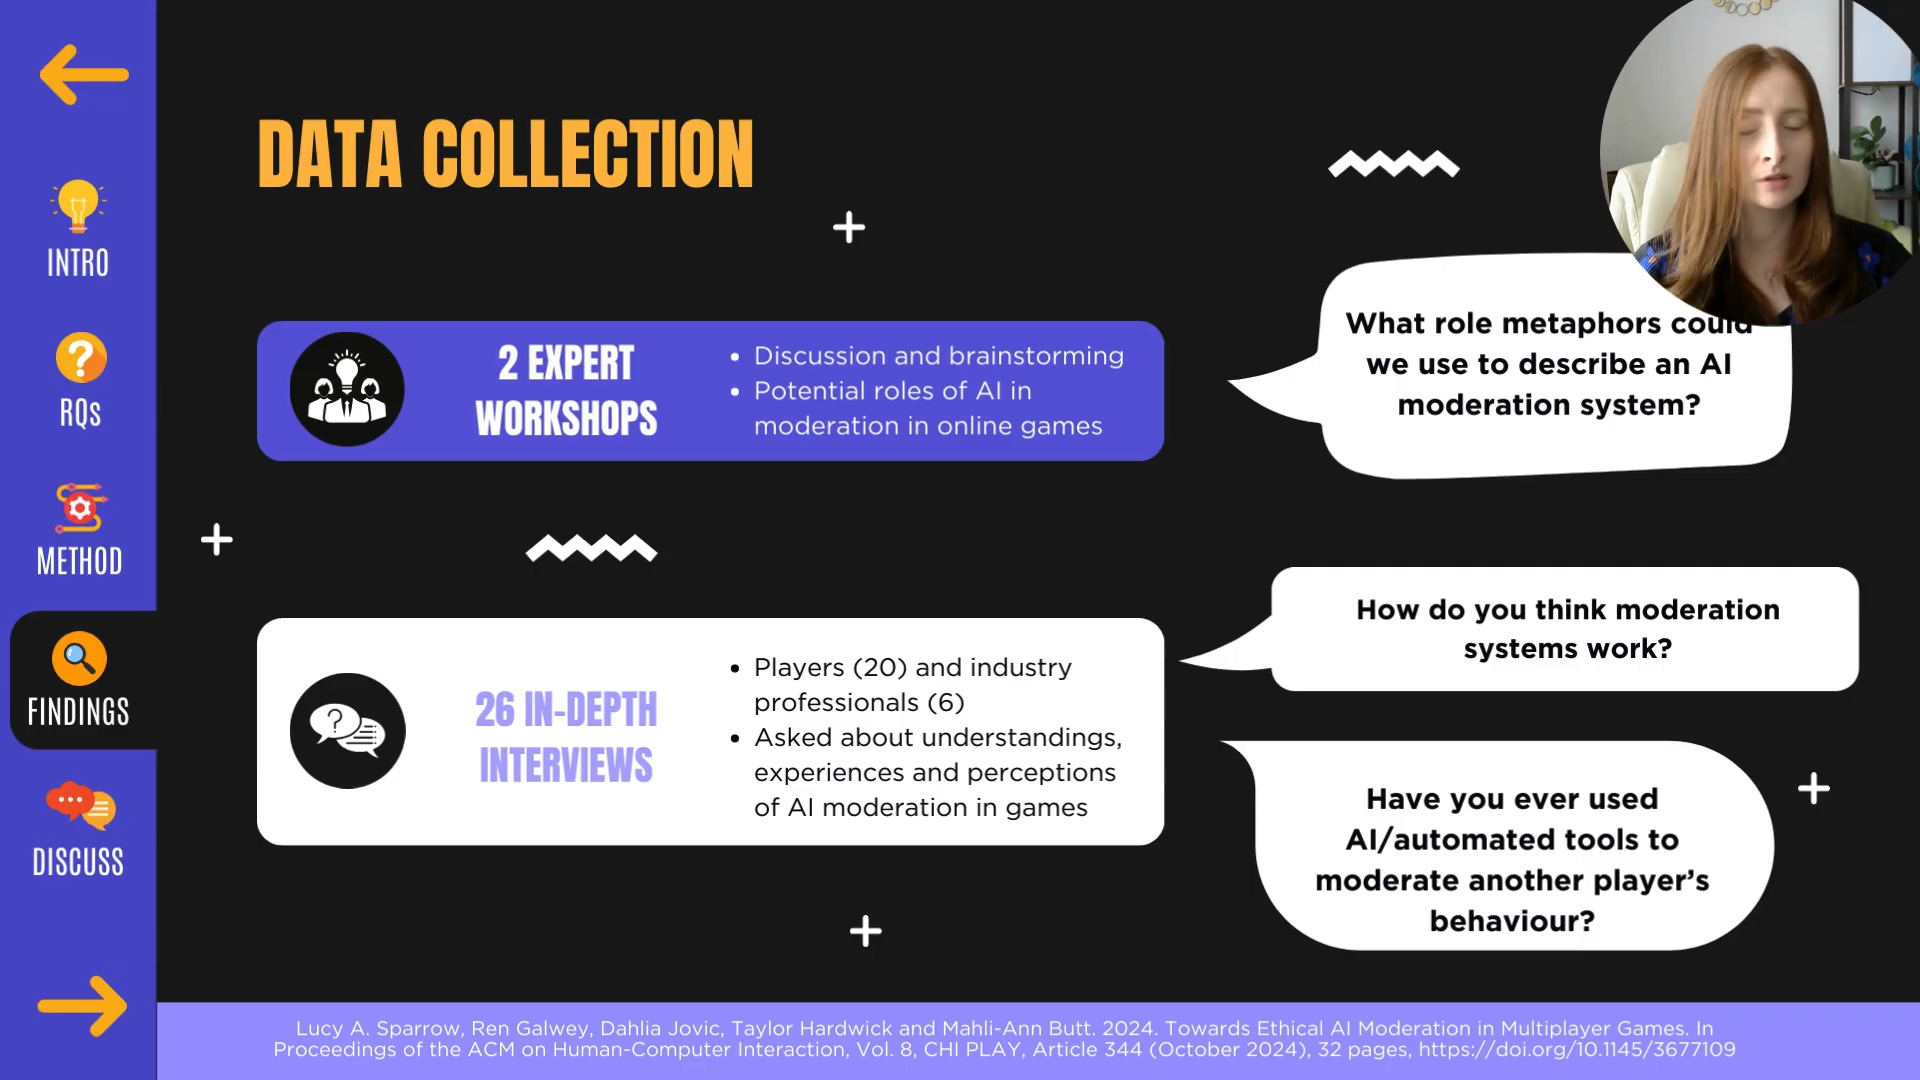 INTRO
RQs
METHOD
FINDINGS
DISCUSS
DATA COLLECTION
2 EXPERT
WORKSHOPS
• Discussion and brainstorming
• Potential roles of AI in
moderation in online games
What role metaphors could
we use to describe an AI
moderation system?
26 IN-DEPTH
INTERVIEWS
• Players (20) and industry
professionals (6)
• Asked about understandings,
experiences and perceptions
of AI moderation in games
How do you think moderation
systems work?
Have you ever used
AI/automated tools to
moderate another player’s
behaviour?
Lucy A. Sparrow, Ren Galwey, Dahlia Jovic, Taylor Hardwick and Mahli-Ann Butt. 2024. Towards Ethical AI Moderation in Multiplayer Games. In
Proceedings of the ACM on Human-Computer Interaction, Vol. 8, CHI PLAY, Article 344 (October 2024), 32 pages, https://doi.org/10.1145/3677109